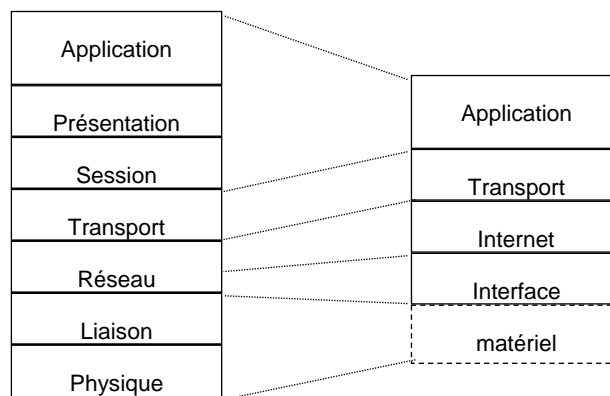 Application
Présentation
Session
Transport
Réseau
Liaison
Physique
Application
Transport
Internet
Interface
matériel